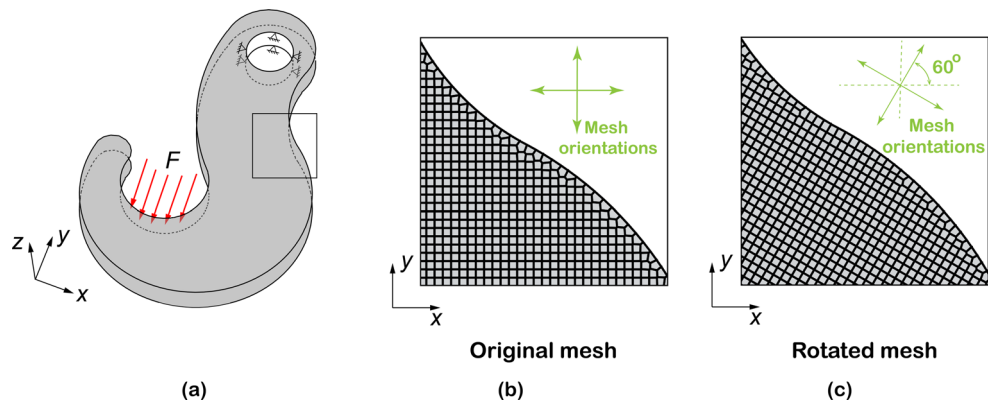 F
z
y
x
(a)
Mesh
orientations
y
x
Original mesh
(b)
60°
Mesh
orientations
y
x
Rotated mesh
(c)